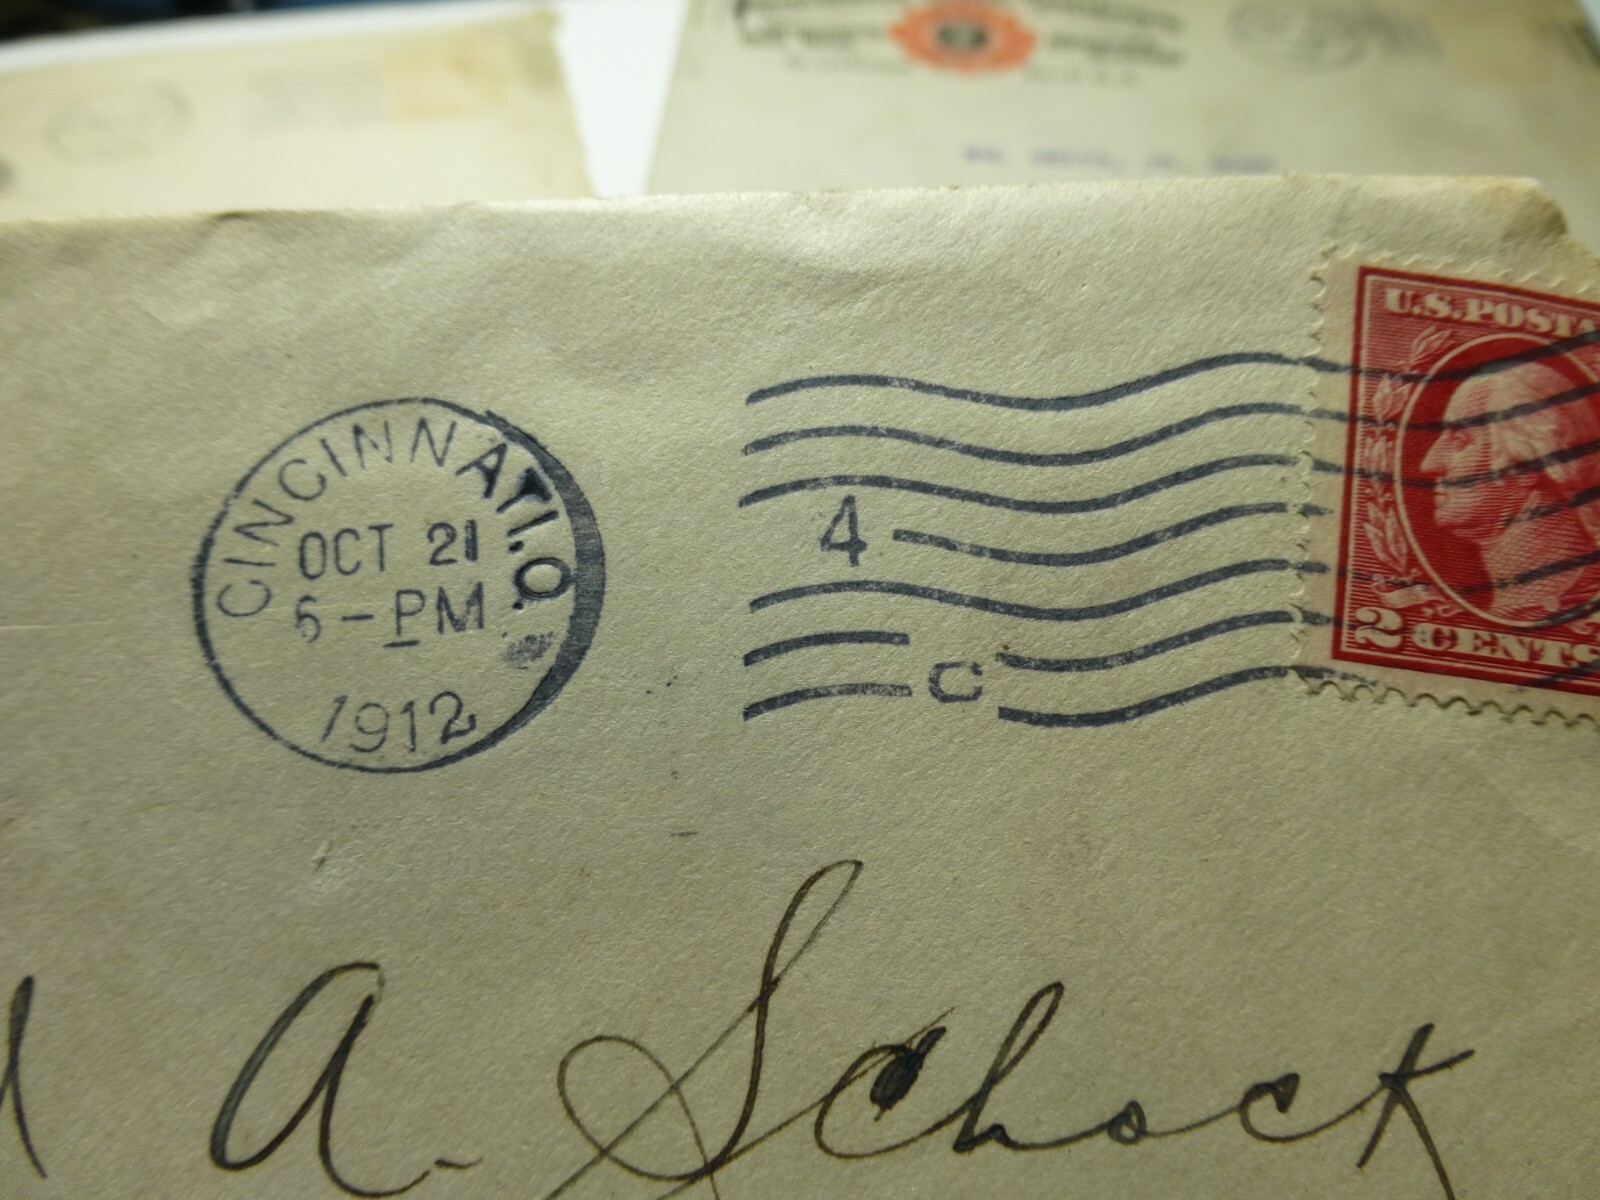 CINCINNATI, O.
OCT 21
6-PM
1912
4
C
U.S. POSTA
2 CENTS
A. Schock